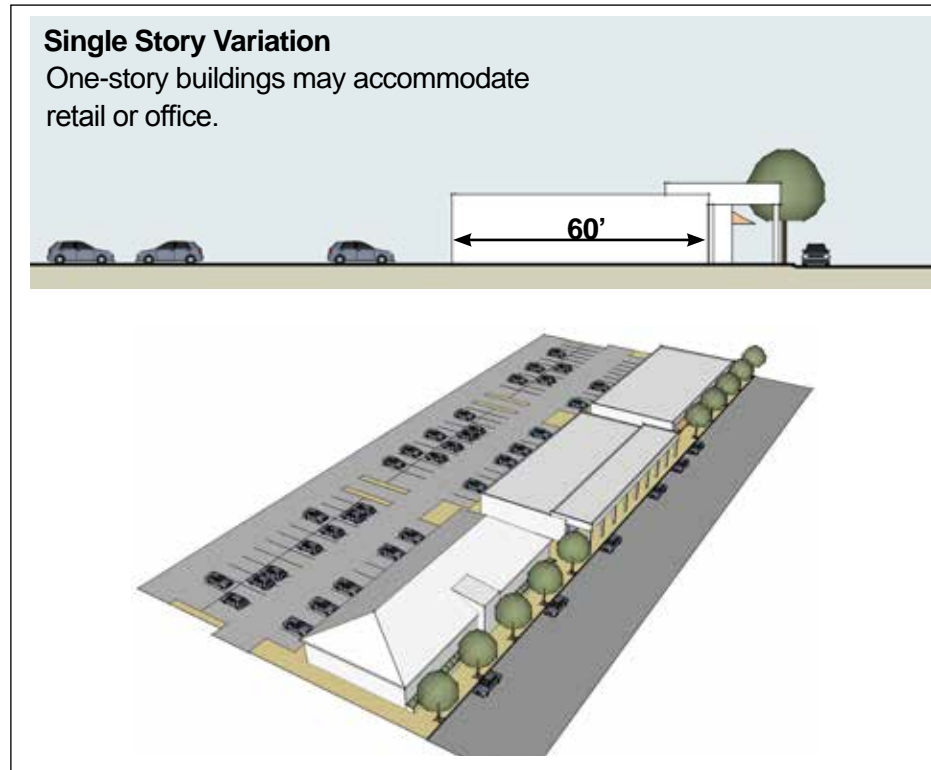 Single Story Variation
One-story buildings may accommodate
retail or office.
60’